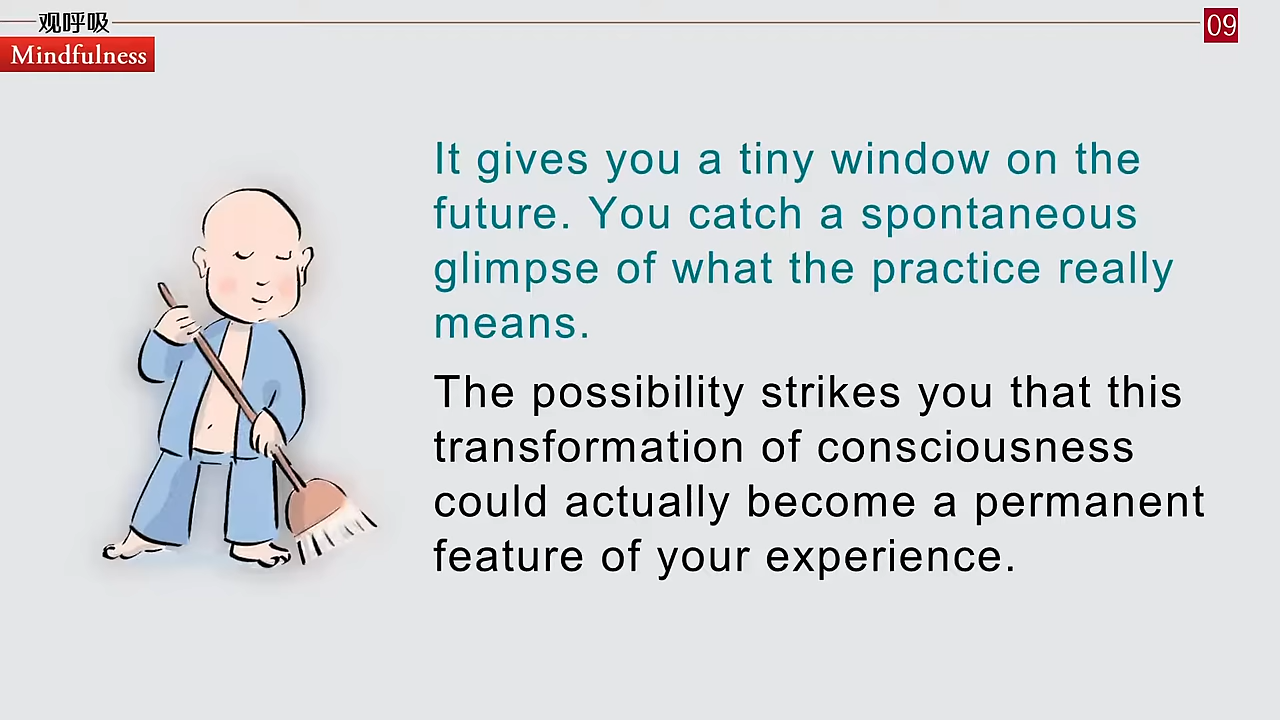 观呼吸
09
Mindfulness
It gives you a tiny window on the
future. You catch a spontaneous
glimpse of what the practice really
means.
The possibility strikes you that this
transformation of consciousness
could actually become a permanent
feature of your experience.